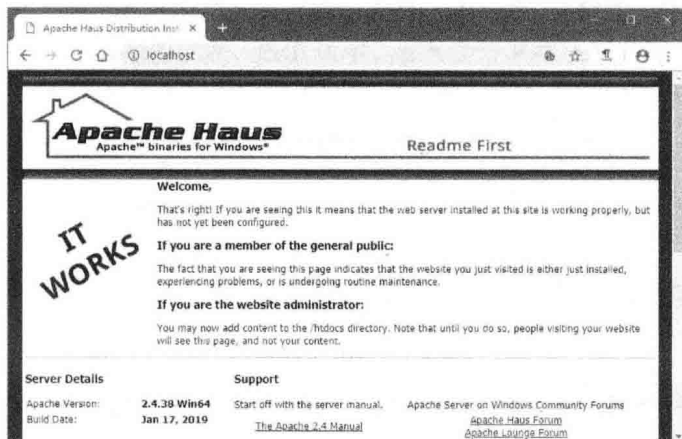 Apache Haus Distribution Inst
localhost
Apache Haus
Apache™ binaries for Windows®
Readme First
IT
WORKS
Welcome,
That's right! If you are seeing this it means that the web server installed at this site is working properly, but
has not yet been configured.
If you are a member of the general public:
The fact that you are seeing this page indicates that the website you just visited is either just installed,
experiencing problems, or is undergoing routine maintenance.
If you are the website administrator:
You may now add content to the /htdocs directory. Note that until you do so, people visiting your website
will see this page, and not your content.
Server Details
Apache Version: 2.4.38 Win64
Build Date: Jan 17, 2019
Support
Start off with the server manual.
The Apache 2.4 Manual
Apache Server on Windows Community Forums
Apache Haus Forum
Apache Lounge Forum